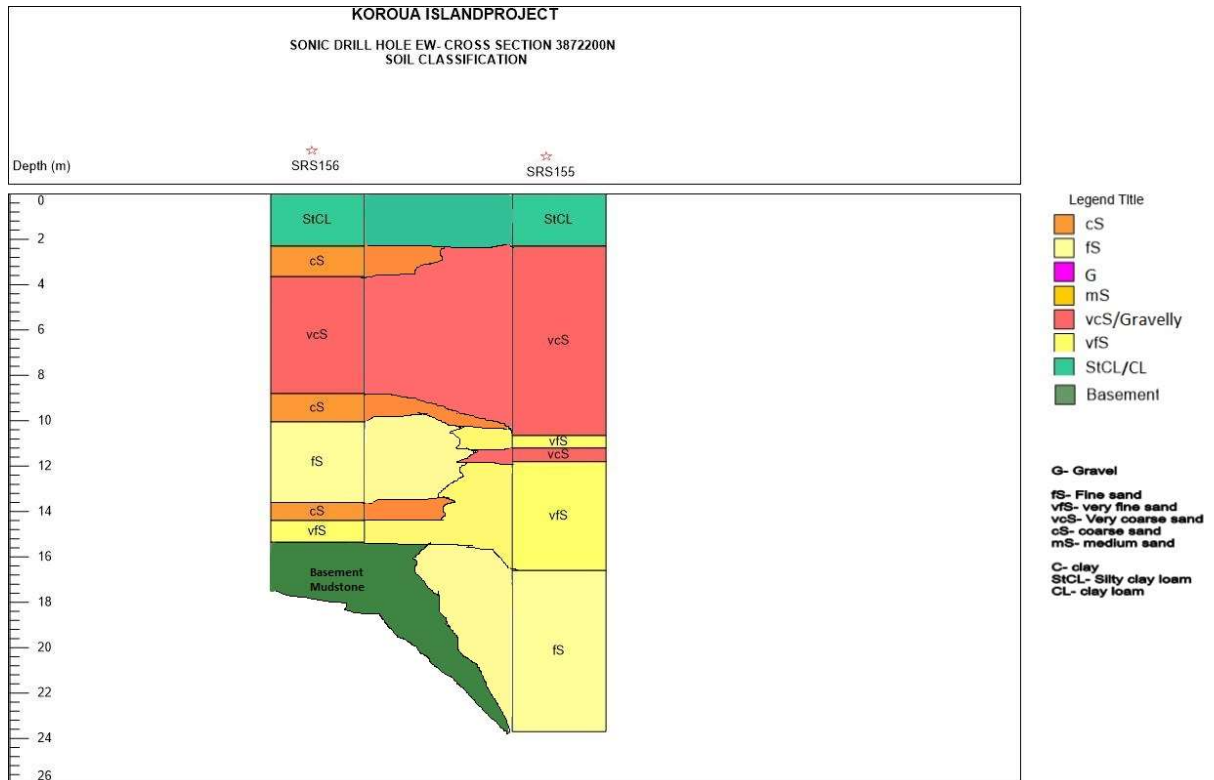 KOROUA ISLANDPROJECT
SONIC DRILL HOLE EW- CROSS SECTION 3872200N
SOIL CLASSIFICATION
Depth (m)
SRS156
SRS155
0
2
4
6
8
10
12
14
16
18
20
22
24
26
StCL
cS
vcS
cS
fS
cS
vfS
Basement
Mudstone
StCL
vcS
vfS
vcS
vfS
fS
Legend Title
cS
fS
G
mS
vcS/Gravelly
vfS
StCL/CL
Basement
G- Gravel
fS- Fine sand
vfS- very fine sand
vcS- Very coarse sand
cS- coarse sand
mS- medium sand
C- clay
StCL- Silty clay loam
CL- clay loam